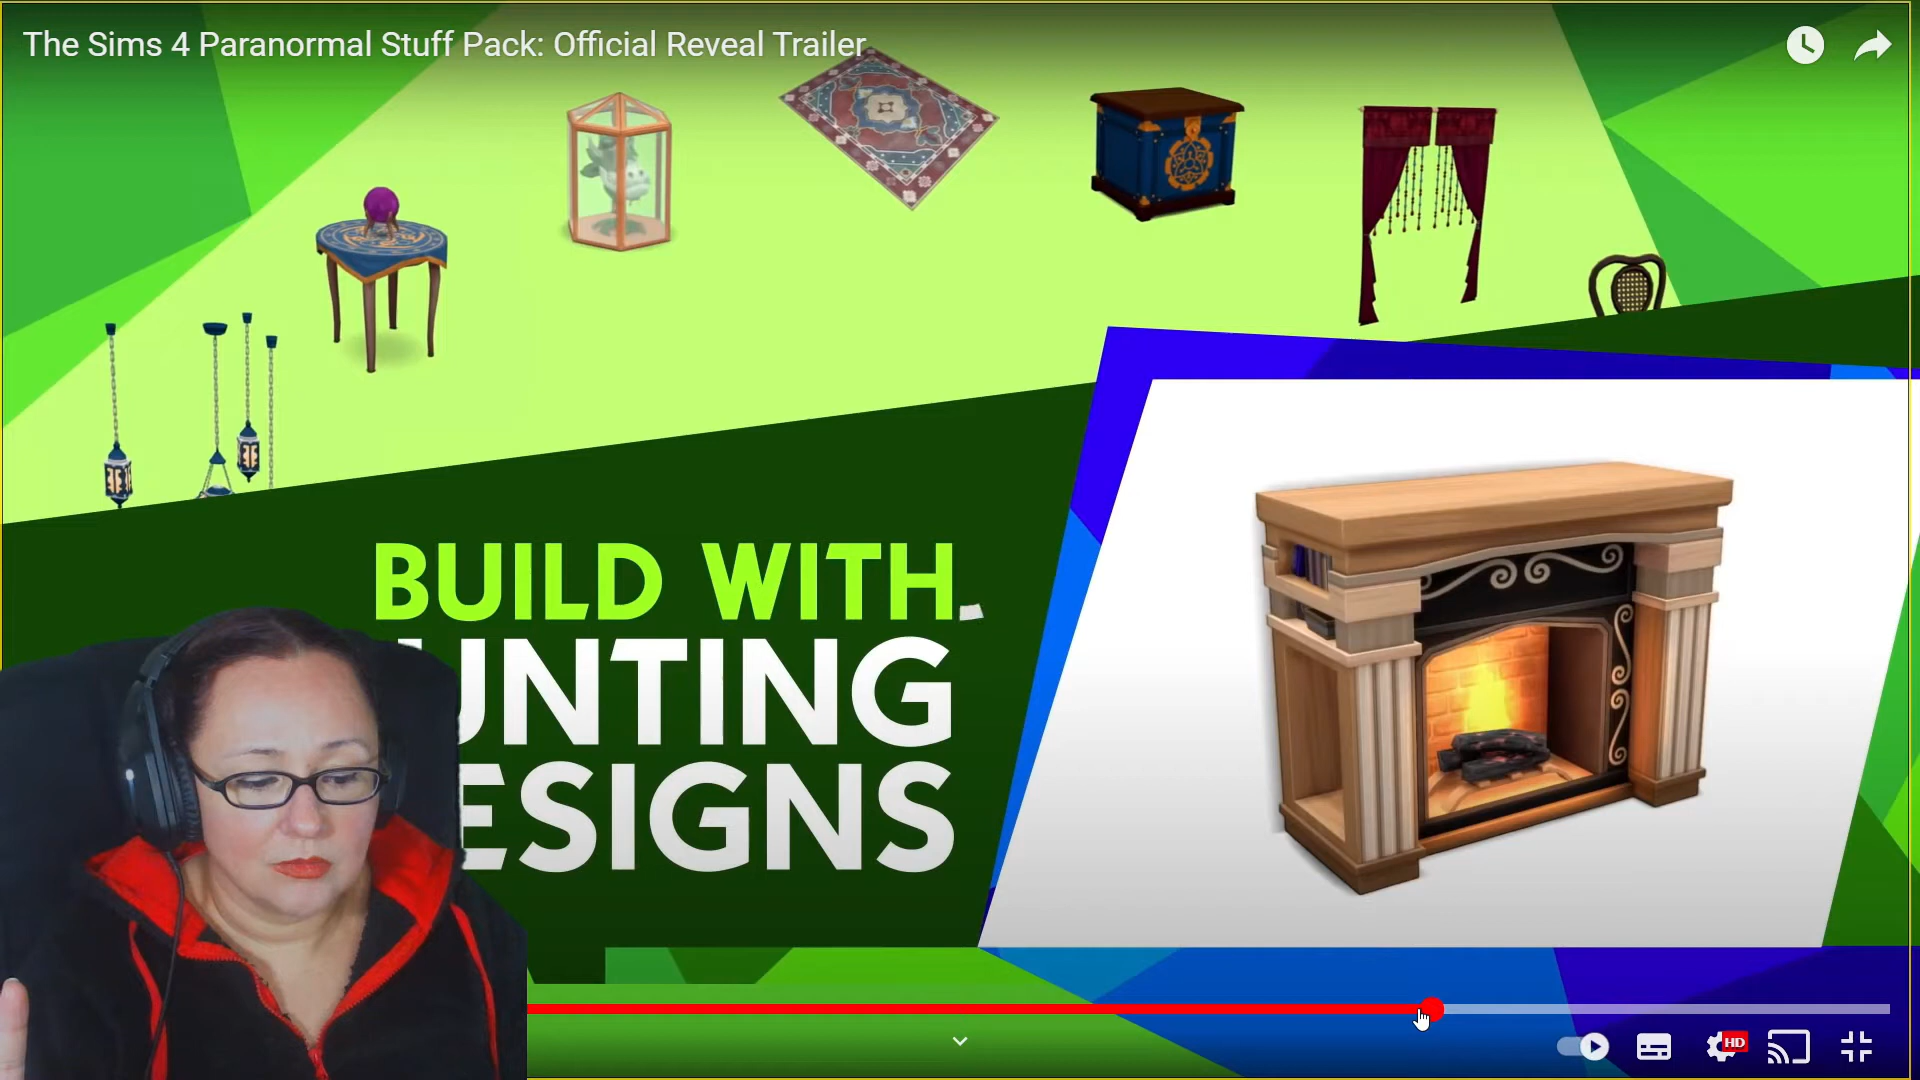 The Sims 4 Paranormal Stuff Pack: Official Reveal Trailer
BUILD WITH
UNTING
ESIGNS
HD